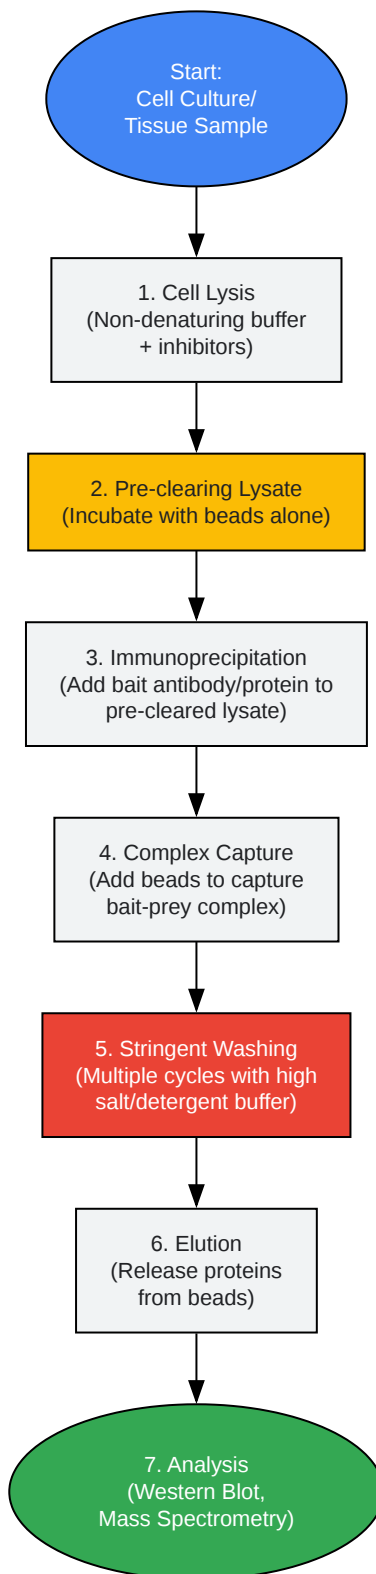 Start:
Cell Culture/
Tissue Sample
1. Cell Lysis
(Non-denaturing buffer
+ inhibitors)
2. Pre-clearing Lysate
(Incubate with beads alone)
3. Immunoprecipitation
(Add bait antibody/protein to
pre-cleared lysate)
4. Complex Capture
(Add beads to capture
bait-prey complex)
5. Stringent Washing
(Multiple cycles with high
salt/detergent buffer)
6. Elution
(Release proteins
from beads)
7. Analysis
(Western Blot,
Mass Spectrometry)